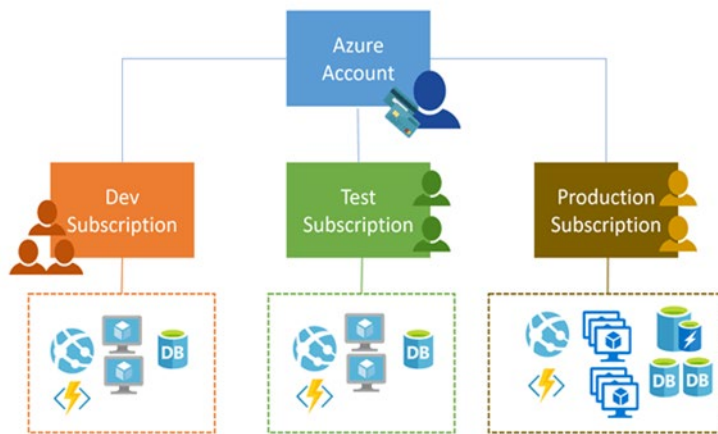 Azure
Account
Dev
Subscription
Test
Subscription
Production
Subscription
DB
DB
DB
DB